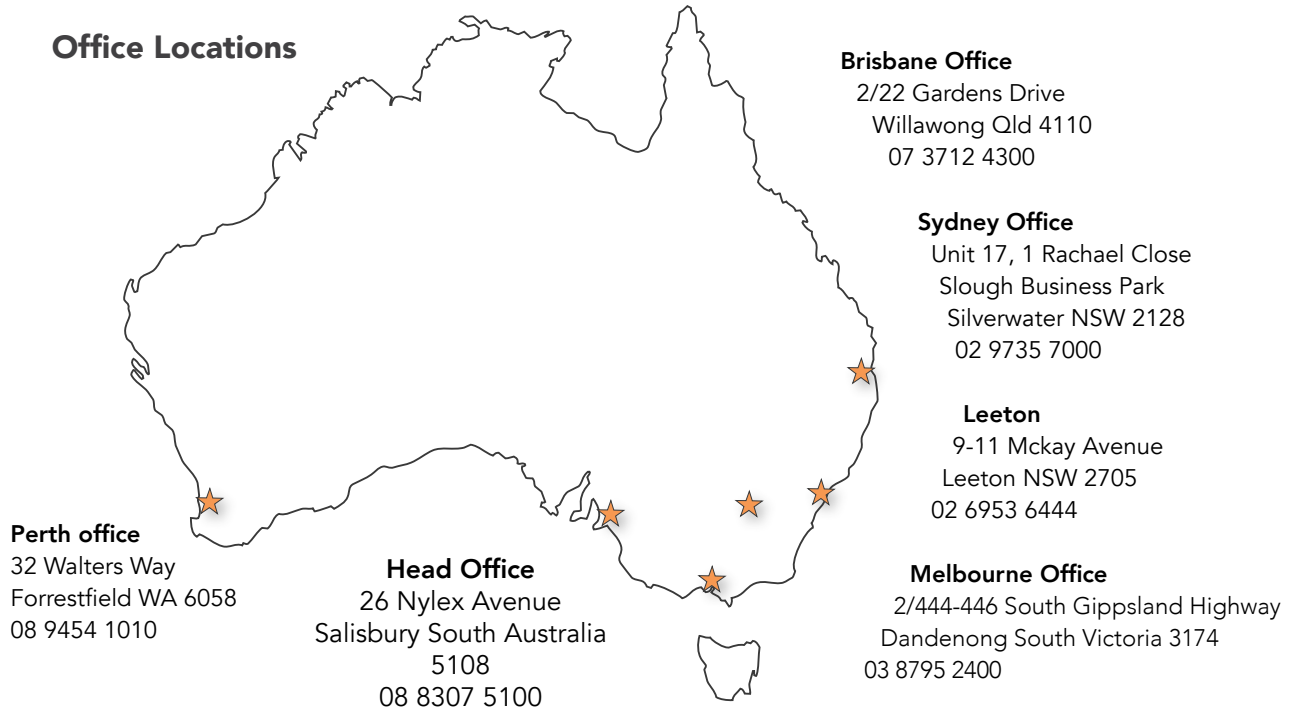 Office Locations
Brisbane Office
2/22 Gardens Drive
Willawong Qld 4110
07 3712 4300
Sydney Office
Unit 17, 1 Rachael Close
Slough Business Park
Silverwater NSW 2128
02 9735 7000
Leeton
9-11 Mckay Avenue
Leeton NSW 2705
02 6953 6444
Melbourne Office
2/444-446 South Gippsland Highway
Dandenong South Victoria 3174
03 8795 2400
Head Office
26 Nylex Avenue
Salisbury South Australia
5108
08 8307 5100
Perth office
32 Walters Way
Forrestfield WA 6058
08 9454 1010